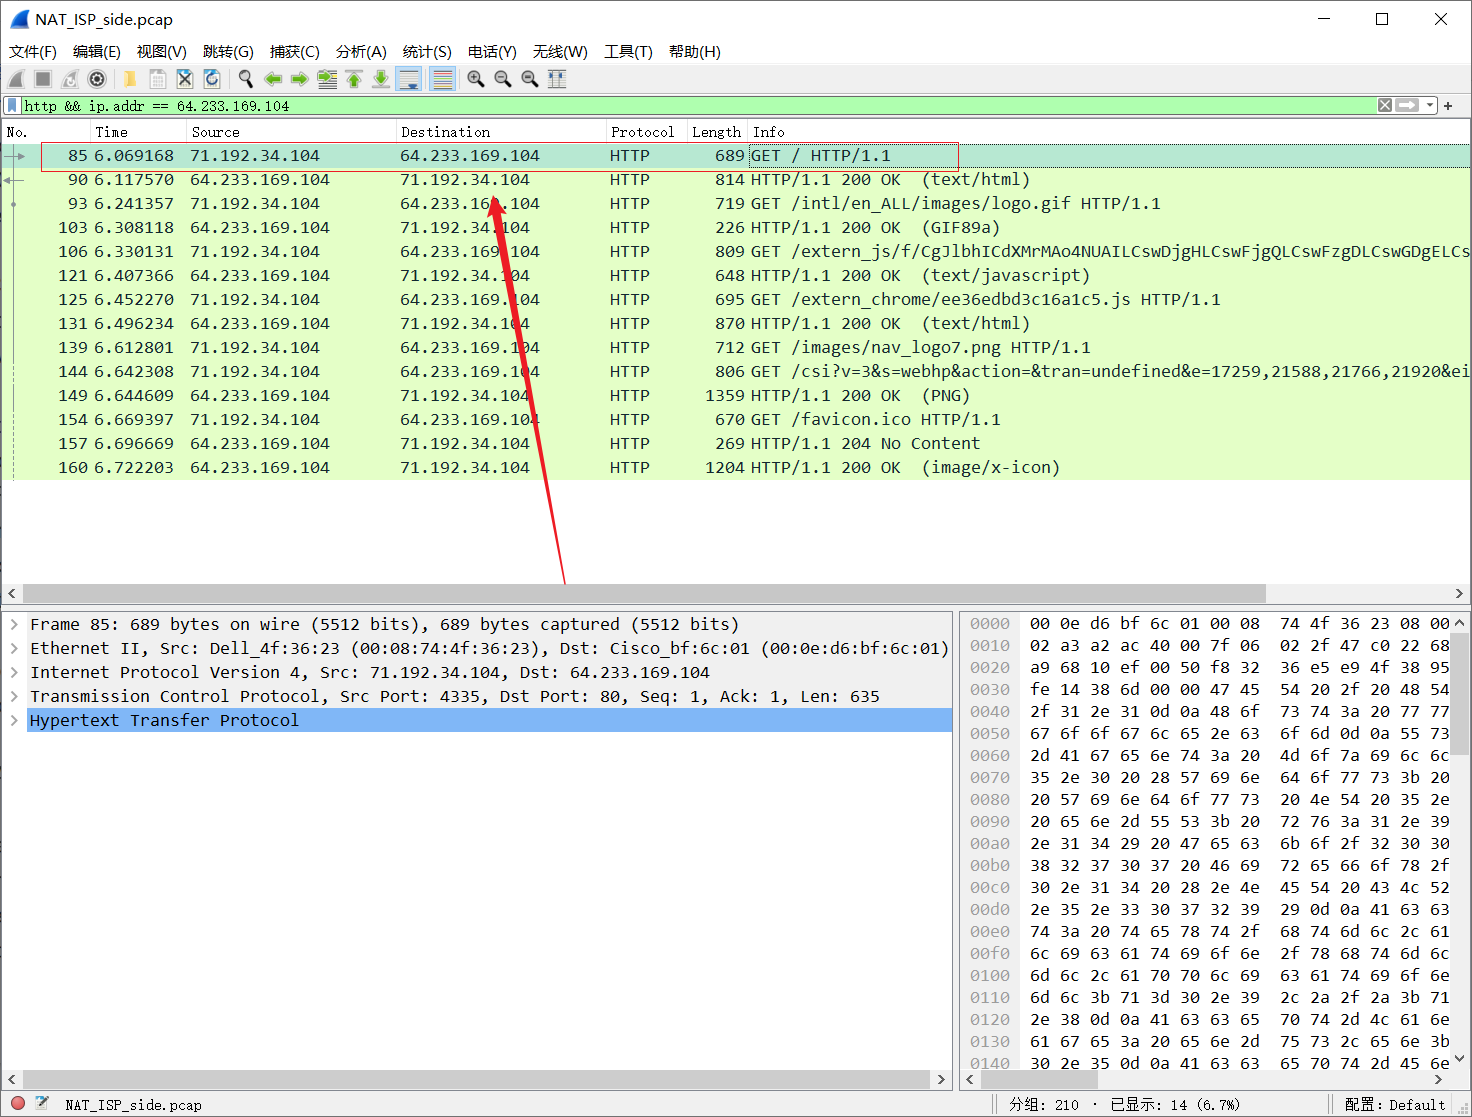 NAT_ISP_side.pcap
文件(F) 编辑(E) 视图(V) 跳转(G) 捕获(C) 分析(A) 统计(S) 电话(Y) 无线(W) 工具(T) 帮助(H)
http && ip.addr == 64.233.169.104
No. Time Source Destination Protocol Length Info
85 6.069168 71.192.34.104 64.233.169.104 HTTP 689 GET / HTTP/1.1
90 6.117570 64.233.169.104 71.192.34.104 HTTP 814 HTTP/1.1 200 OK (text/html)
93 6.241357 71.192.34.104 64.233.169.104 HTTP 719 GET /intl/en_ALL/images/logo.gif HTTP/1.1
103 6.308118 64.233.169.104 71.192.34.104 HTTP 226 HTTP/1.1 200 OK (GIF89a)
106 6.330131 71.192.34.104 64.233.169.104 HTTP 809 GET /extern_js/f/CgJlbhICdXMrMAo4NUAILCswDjgHLCswFjgQLCswFzgDLCswGDgELCs
121 6.407366 64.233.169.104 71.192.34.104 HTTP 648 HTTP/1.1 200 OK (text/javascript)
125 6.452270 71.192.34.104 64.233.169.104 HTTP 695 GET /extern_chrome/ee36edbd3c16a1c5.js HTTP/1.1
131 6.496234 64.233.169.104 71.192.34.104 HTTP 870 HTTP/1.1 200 OK (text/html)
139 6.612801 71.192.34.104 64.233.169.104 HTTP 712 GET /images/nav_logo7.png HTTP/1.1
144 6.642308 71.192.34.104 64.233.169.104 HTTP 806 GET /csi?v=3&s=webhp&action=&tran=undefined&e=17259,21588,21766,21920&ei
149 6.644609 64.233.169.104 71.192.34.104 HTTP 1359 HTTP/1.1 200 OK (PNG)
154 6.669397 71.192.34.104 64.233.169.104 HTTP 670 GET /favicon.ico HTTP/1.1
157 6.696669 64.233.169.104 71.192.34.104 HTTP 269 HTTP/1.1 204 No Content
160 6.722203 64.233.169.104 71.192.34.104 HTTP 1204 HTTP/1.1 200 OK (image/x-icon)
Frame 85: 689 bytes on wire (5512 bits), 689 bytes captured (5512 bits)
Ethernet II, Src: Dell_4f:36:23 (00:08:74:4f:36:23), Dst: Cisco_bf:6c:01 (00:0e:d6:bf:6c:01)
Internet Protocol Version 4, Src: 71.192.34.104, Dst: 64.233.169.104
Transmission Control Protocol, Src Port: 4335, Dst Port: 80, Seq: 1, Ack: 1, Len: 635
Hypertext Transfer Protocol
0000 00 0e d6 bf 6c 01 00 08 74 4f 36 23 08 00
0010 02 a3 a2 ac 40 00 7f 06 02 2f 47 c0 22 68
0020 a9 68 10 ef 00 50 f8 32 36 e5 e9 4f 38 95
0030 fe 14 38 6d 00 00 47 45 54 20 2f 20 48 54
0040 2f 31 2e 31 0d 0a 48 6f 73 74 3a 20 77 77
0050 67 6f 6f 67 6c 65 2e 63 6f 6d 0d 0a 55 73
0060 2d 41 67 65 6e 74 3a 20 4d 6f 7a 69 6c 6c
0070 35 2e 30 20 28 57 69 6e 64 6f 77 73 3b 20
0080 20 57 69 6e 64 6f 77 73 20 4e 54 20 35 2e
0090 20 65 6e 2d 55 53 3b 20 72 76 3a 31 2e 39
00a0 2e 31 34 29 20 47 65 63 6b 6f 2f 32 30 30
00b0 38 32 37 30 37 20 46 69 72 65 66 6f 78 2f
00c0 30 2e 31 34 20 28 2e 4e 45 54 20 43 4c 52
00d0 2e 35 2e 33 30 37 32 39 29 0d 0a 41 63 63
00e0 74 3a 20 74 65 78 74 2f 68 74 6d 6c 2c 61
00f0 6c 69 63 61 74 69 6f 6e 2f 78 68 74 6d 6c
0100 6d 6c 2c 61 70 70 6c 69 63 61 74 69 6f 6e
0110 6d 6c 3b 71 3d 30 2e 39 2c 2a 2f 2a 3b 71
0120 2e 38 0d 0a 41 63 63 65 70 74 2d 4c 61 6e
0130 61 67 65 3a 20 65 6e 2d 75 73 2c 65 6e 3b
0140 30 2e 35 0d 0a 41 63 63 65 70 74 2d 45 6e
NAT_ISP_side.pcap 分组: 210 · 已显示: 14 (6.7%) 配置: Default